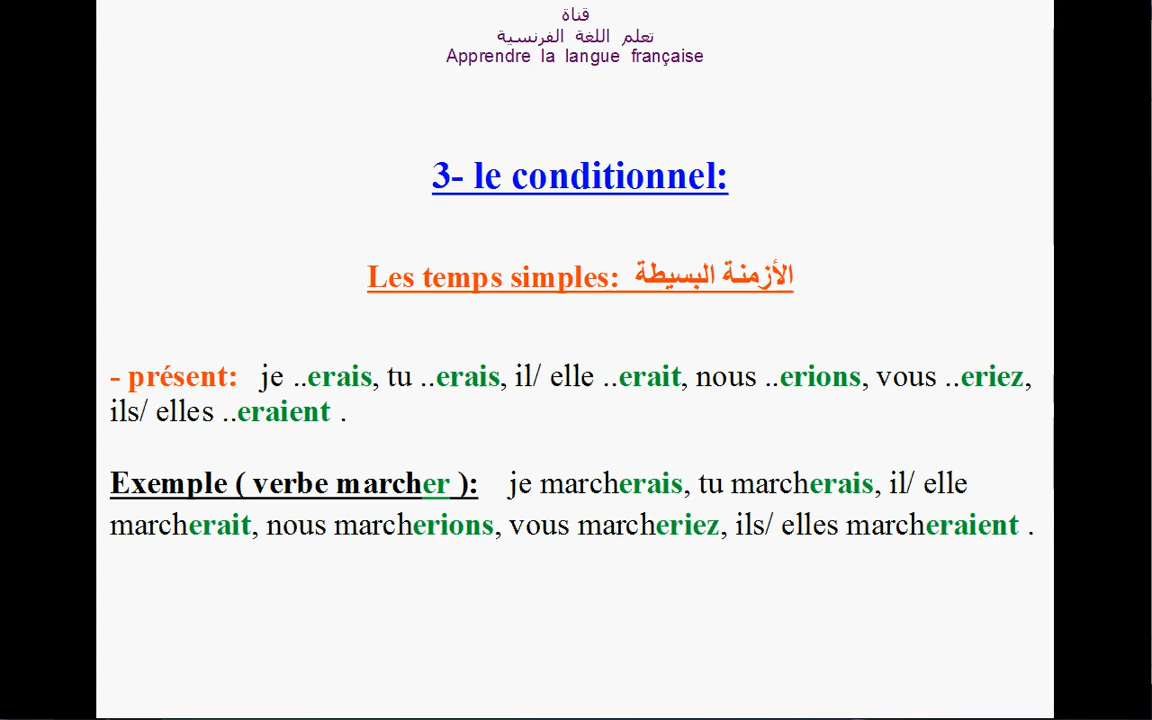 قناة
تعلم اللغة الفرنسية
Apprendre la langue française
3- le conditionnel:
Les temps simples: الأزمنة البسيطة
- présent: je ..erais, tu ..erais, il/ elle ..erait, nous ..erions, vous ..eriez,
ils/ elles ..eraient .
Exemple ( verbe marcher ): je marcherais, tu marcherais, il/ elle
marcherait, nous marcherions, vous marcheriez, ils/ elles marcheraient .